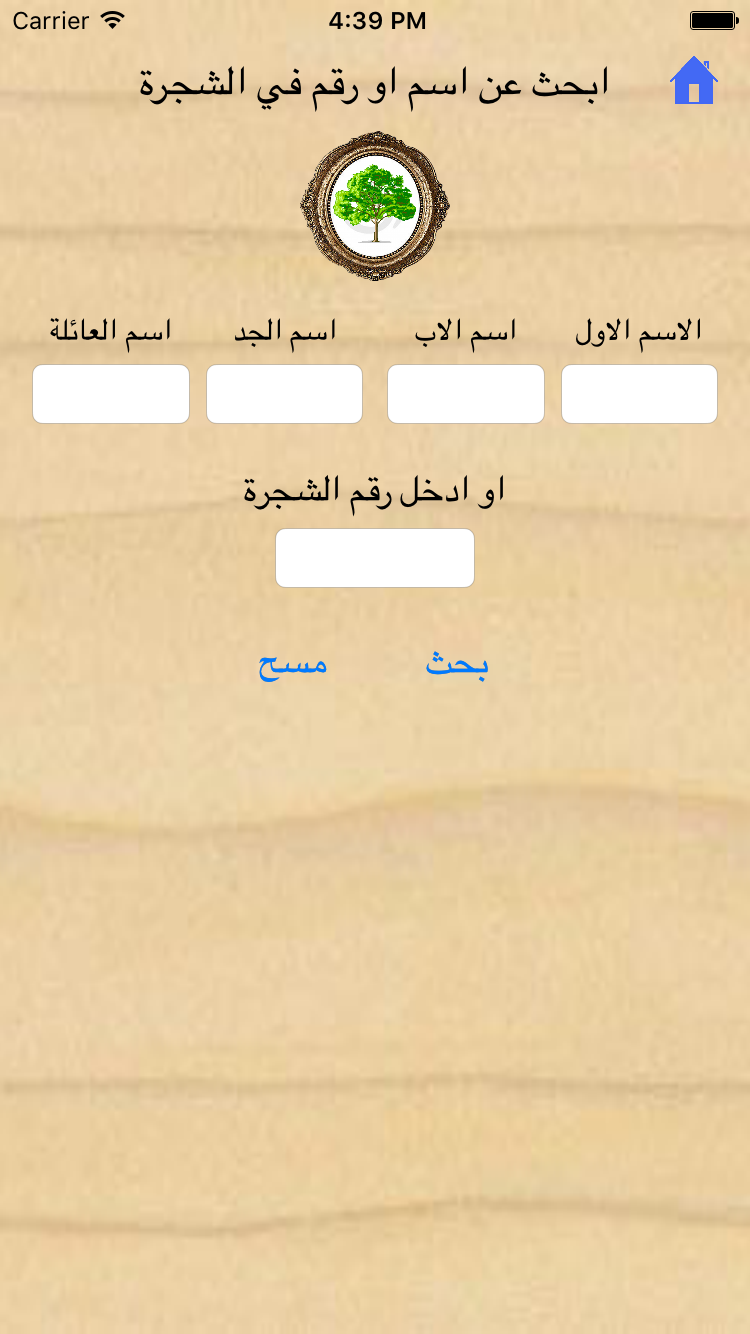 Carrier 4:39 PM
ابحث عن اسم او رقم في الشجرة
الاسم الاول اسم الاب اسم الجد اسم العائلة
او ادخل رقم الشجرة
بحث مسح